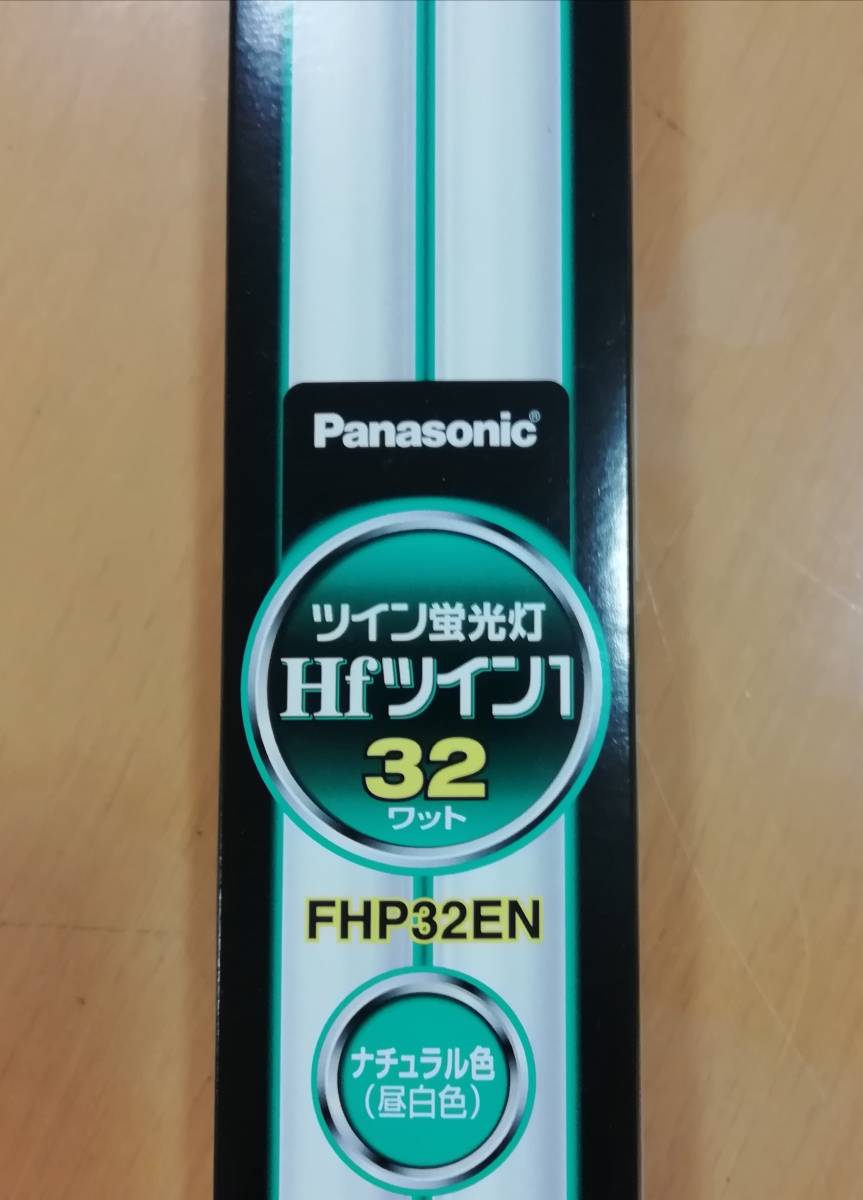 Panasonic®
ツイン蛍光灯
Hfツイン1
32
ワット
FHP32EN
ナチュラル色
(昼白色)